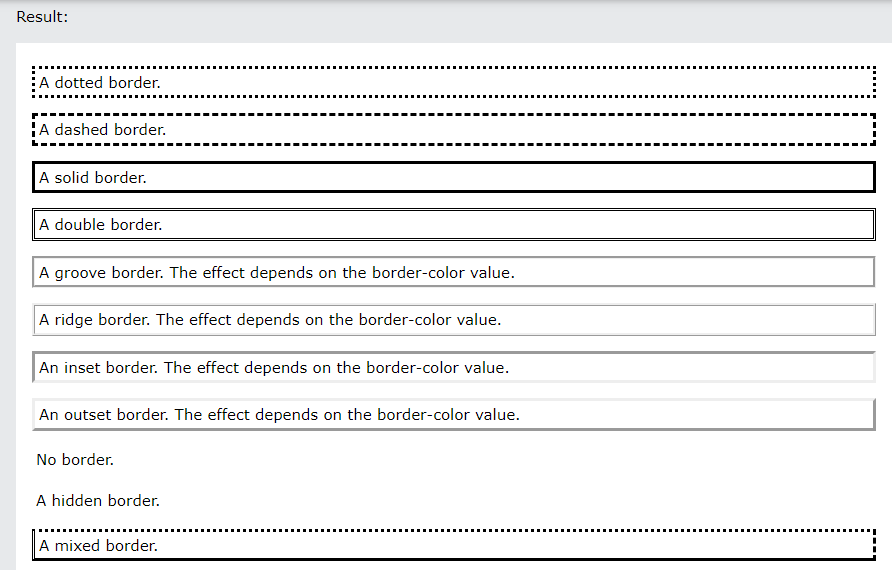 Result:
A dotted border.
A dashed border.
A solid border.
A double border.
A groove border. The effect depends on the border-color value.
A ridge border. The effect depends on the border-color value.
An inset border. The effect depends on the border-color value.
An outset border. The effect depends on the border-color value.
No border.
A hidden border.
A mixed border.